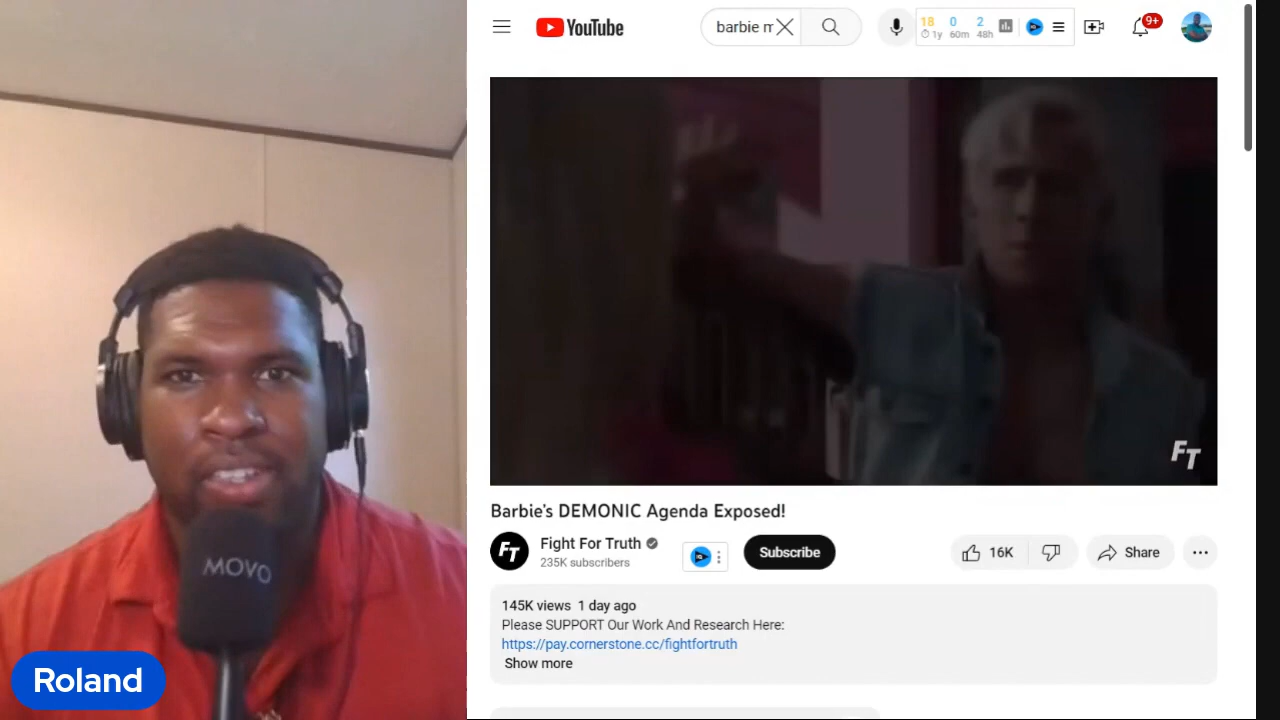 YouTube
barbie m
18 0 2
1y 60m 48h
9+
FT
Barbie's DEMONIC Agenda Exposed!
FT
Fight For Truth
235K subscribers
Subscribe
16K
Share
145K views 1 day ago
Please SUPPORT Our Work And Research Here:
https://pay.cornerstone.cc/fightfortruth
Show more
MOVO
Roland